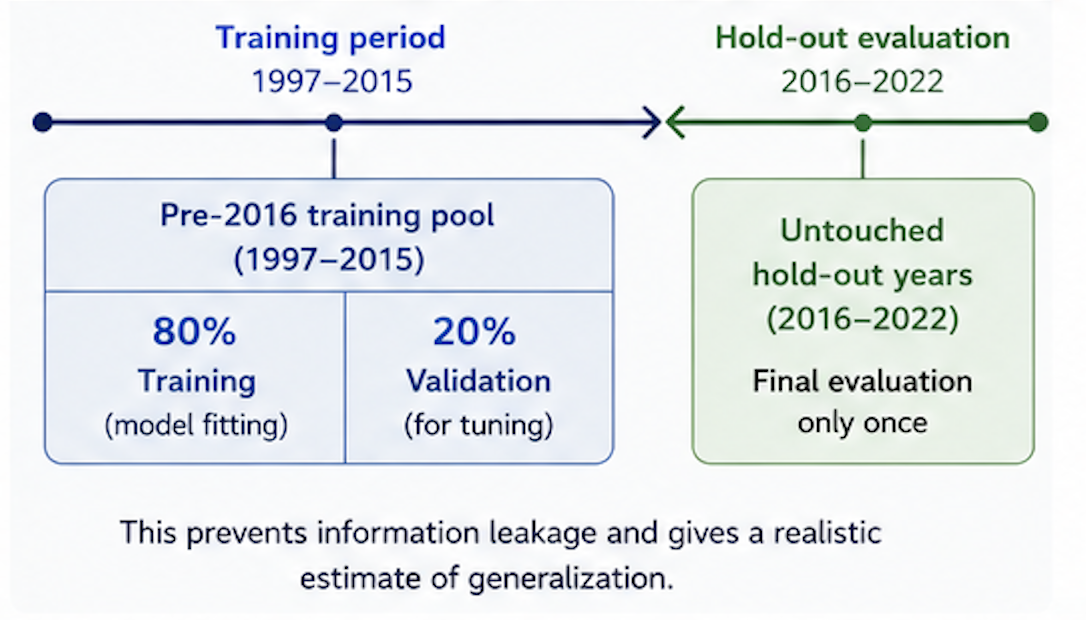 Training period
1997–2015
Hold-out evaluation
2016–2022
Pre-2016 training pool
(1997–2015)
80%
Training
(model fitting)
20%
Validation
(for tuning)
Untouched
hold-out years
(2016–2022)
Final evaluation
only once
This prevents information leakage and gives a realistic
estimate of generalization.